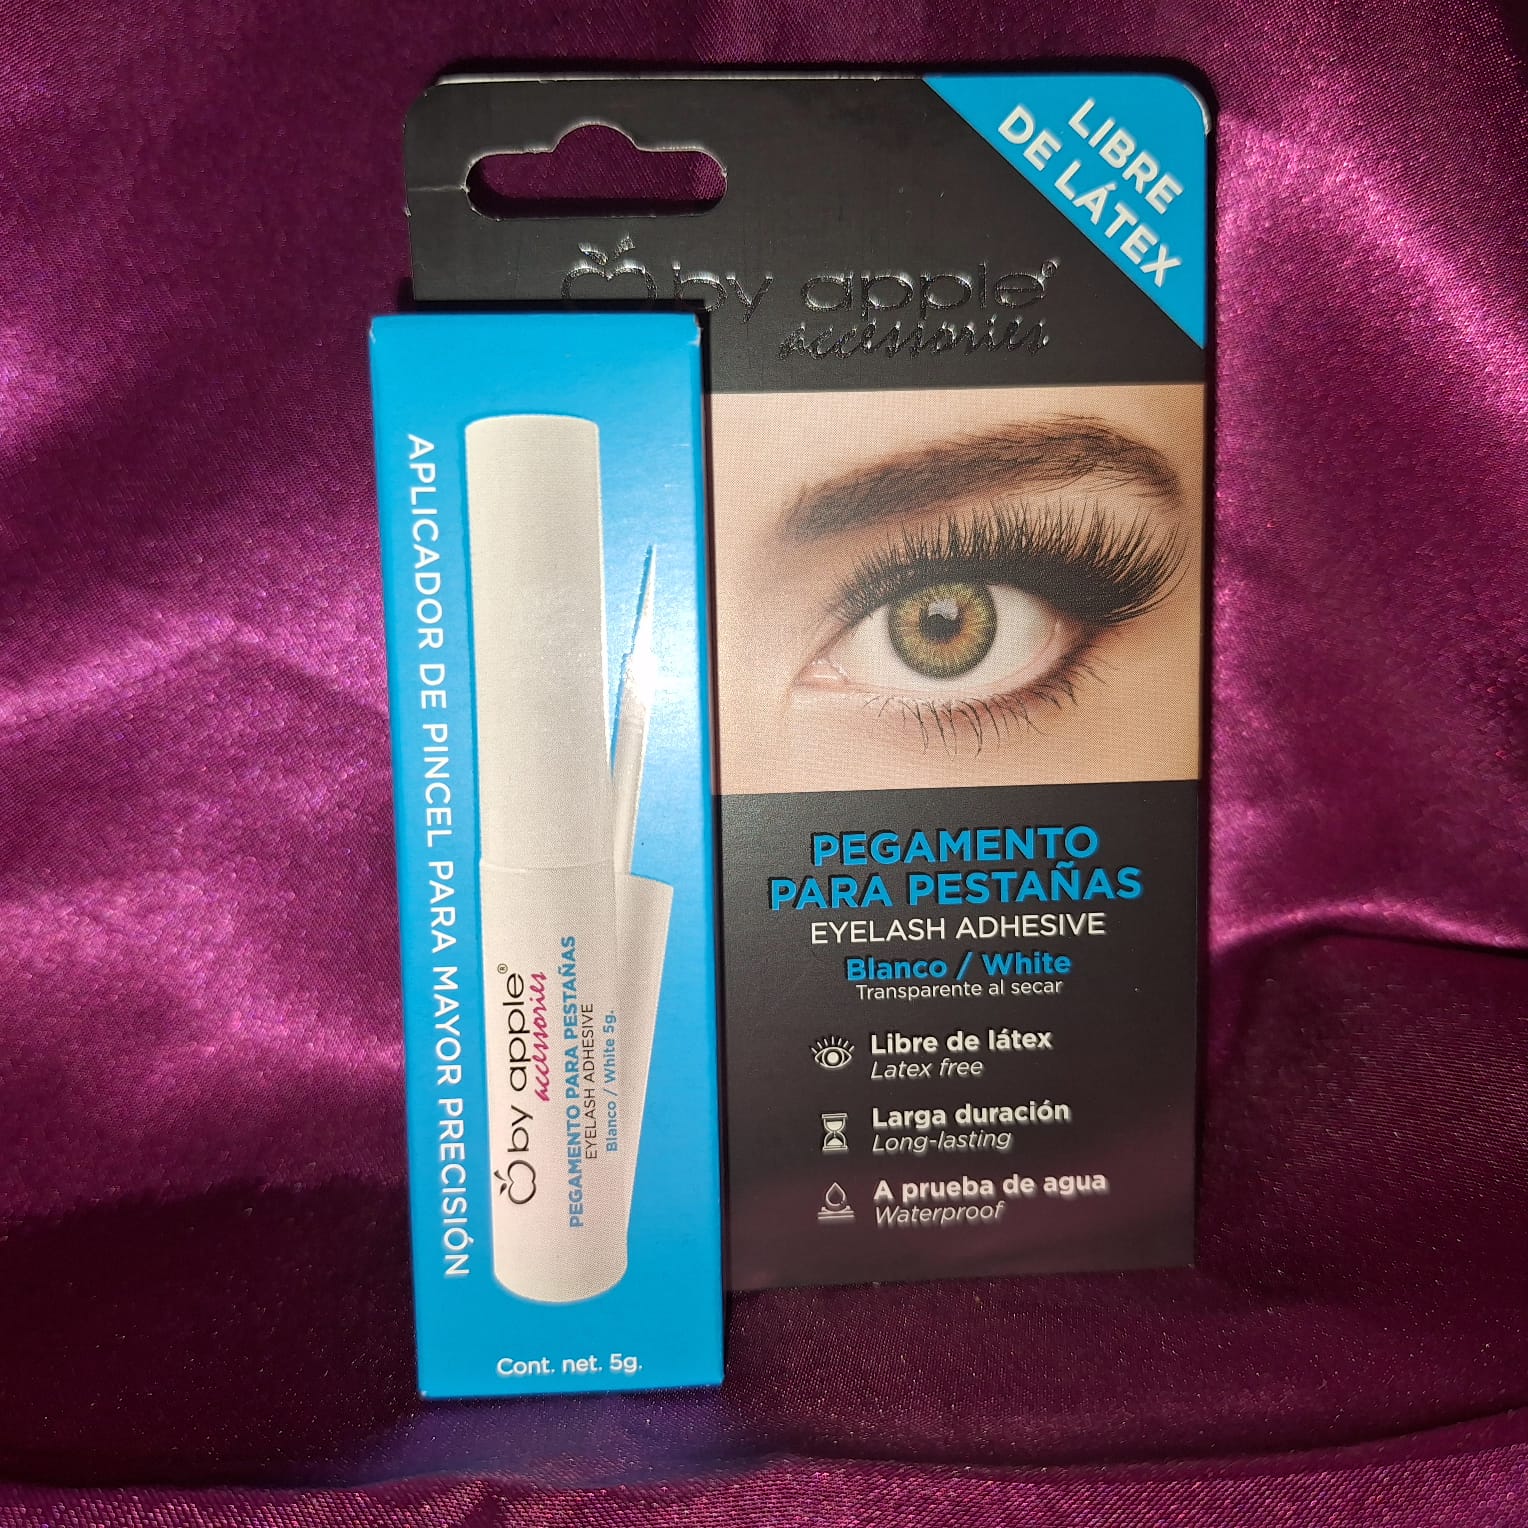 LIBRE
DE LÁTEX
by apple®
accessories
APLICADOR DE PINCEL PARA MAYOR PRECISIÓN
by apple®
accessories
PEGAMENTO PARA PESTAÑAS
EYELASH ADHESIVE
Blanco / White 5g.
Cont. net. 5g.
PEGAMENTO
PARA PESTAÑAS
EYELASH ADHESIVE
Blanco / White
Transparente al secar
Libre de látex
Latex free
Larga duración
Long-lasting
A prueba de agua
Waterproof